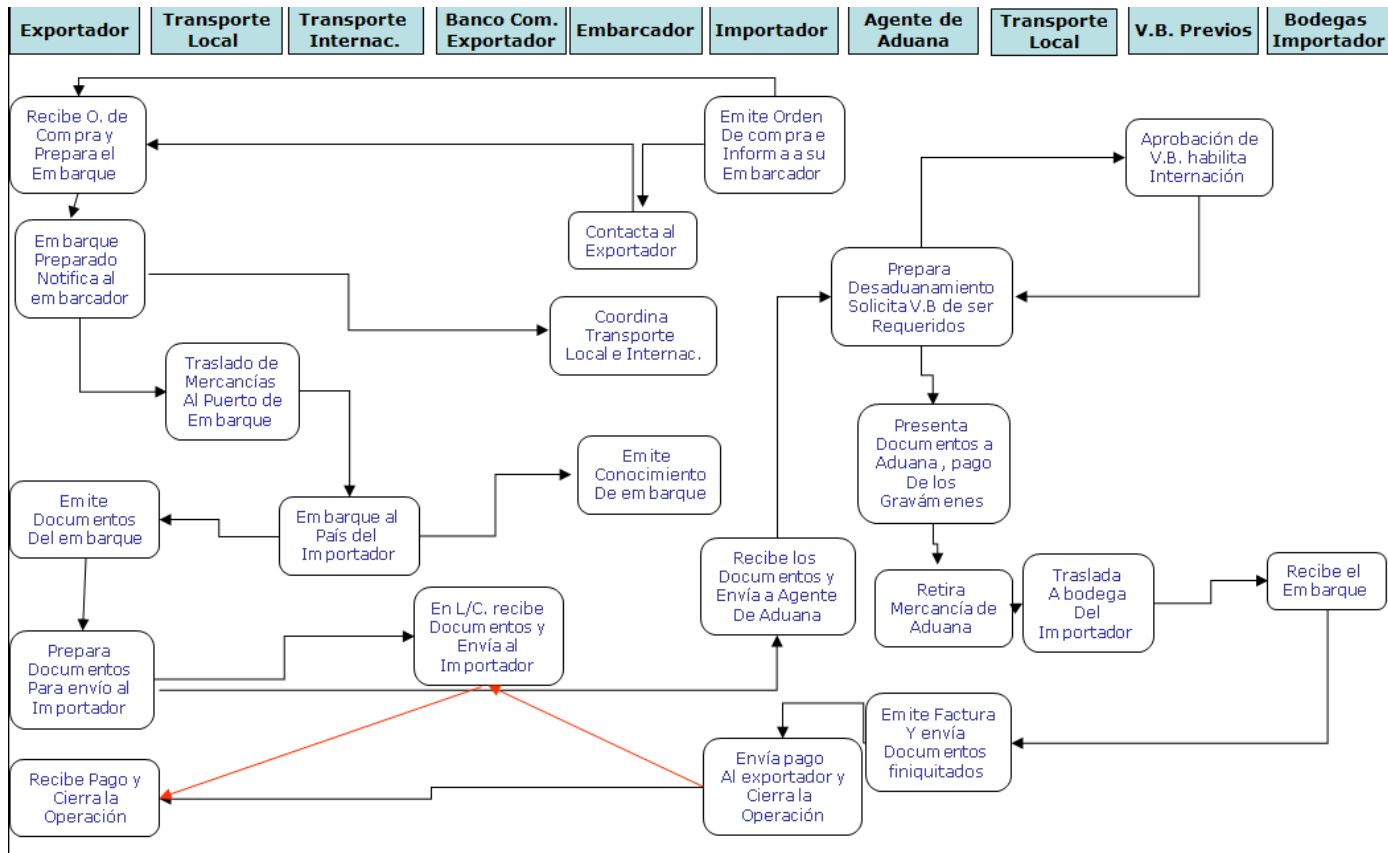 Exportador
Transporte
Local
Transporte
Internac.
Banco Com.
Exportador
Embarcador
Importador
Agente de
Aduana
Transporte
Local
V.B. Previos
Bodegas
Importador
Recibe O. de
Compra y
Prepara el
Embarque
Emite Orden
De compra e
Informa a su
Embarcador
Aprobación de
V.B. habilita
Internación
Embarque
Preparado
Notifica al
embarcador
Contacta al
Exportador
Prepara
Desaduanamiento
Solicita V.B de ser
Requeridos
Coordina
Transporte
Local e Internac.
Traslado de
Mercancías
Al Puerto de
Embarque
Presenta
Documentos a
Aduana , pago
De los
Gravámenes
Emite
Conocimiento
De embarque
Emite
Documentos
Del embarque
Embarque al
País del
Importador
Recibe los
Documentos y
Envía a Agente
De Aduana
Retira
Mercancía de
Aduana
Traslada
A bodega
Del
Importador
Recibe el
Embarque
En L/C. recibe
Documentos y
Envía al
Importador
Prepara
Documentos
Para envío al
Importador
Emite Factura
Y envía
Documentos
finiquitados
Envía pago
Al exportador y
Cierra la
Operación
Recibe Pago y
Cierra la
Operación